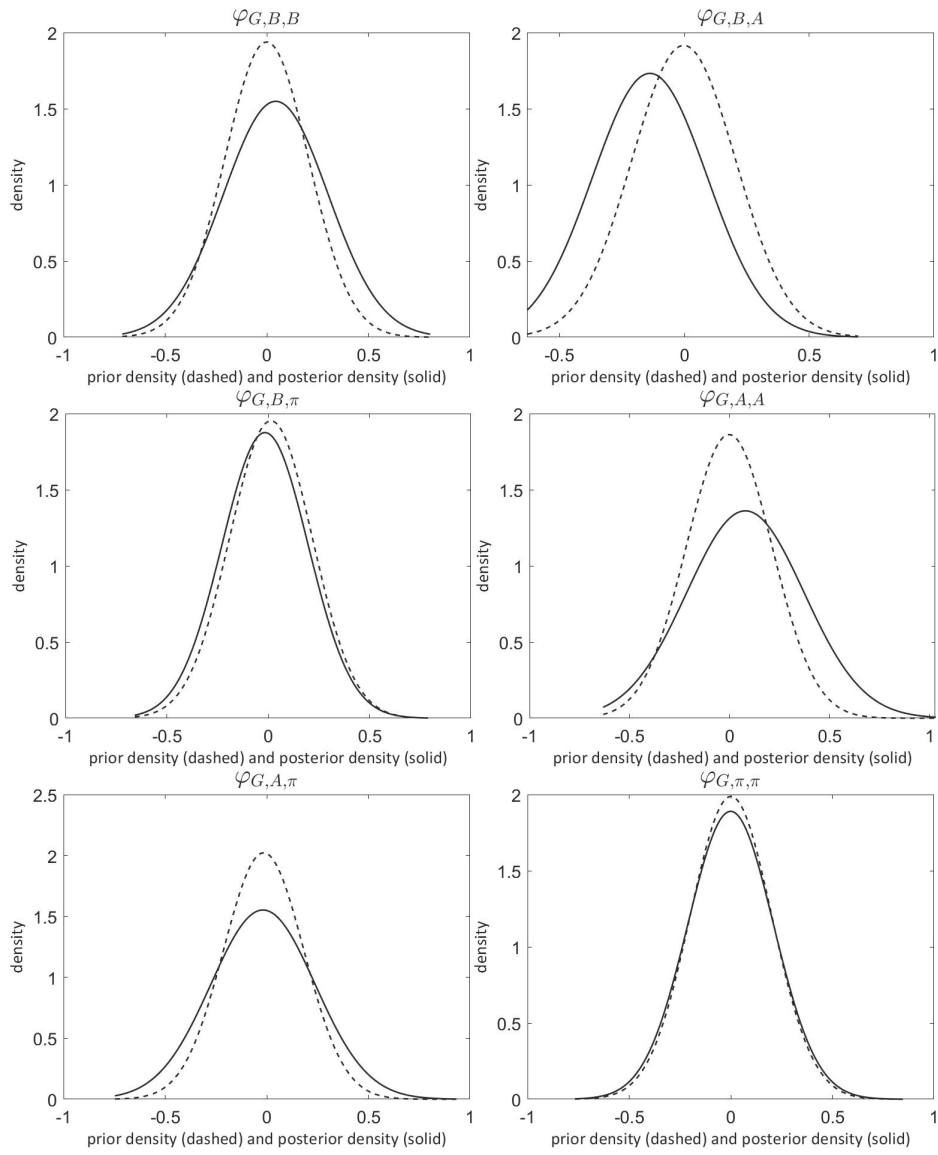 φG,B,B
2
1.5
1
0.5
0
density
-1 -0.5 0 0.5 1
prior density (dashed) and posterior density (solid)
φG,B,A
2
1.5
1
0.5
0
density
-0.5 0 0.5 1
prior density (dashed) and posterior density (solid)
φG,B,π
2
1.5
1
0.5
0
density
-1 -0.5 0 0.5 1
prior density (dashed) and posterior density (solid)
φG,A,A
2
1.5
1
0.5
0
density
-1 -0.5 0 0.5 1
prior density (dashed) and posterior density (solid)
φG,A,π
2.5
2
1.5
1
0.5
0
density
-1 -0.5 0 0.5 1
prior density (dashed) and posterior density (solid)
φG,π,π
2
1.5
1
0.5
0
density
-1 -0.5 0 0.5 1
prior density (dashed) and posterior density (solid)